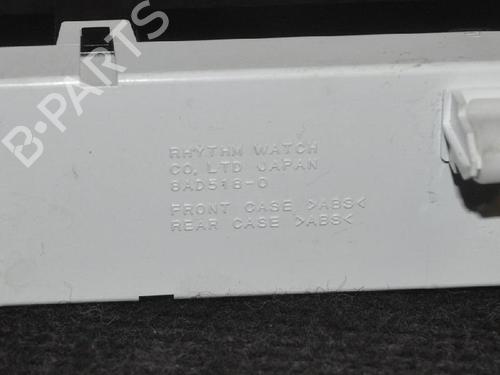 B-PARTS
RHYTHM WATCH
CO. LTD JAPAN
8AD518-0
FRONT CASE >ABS<
REAR CASE >ABS<